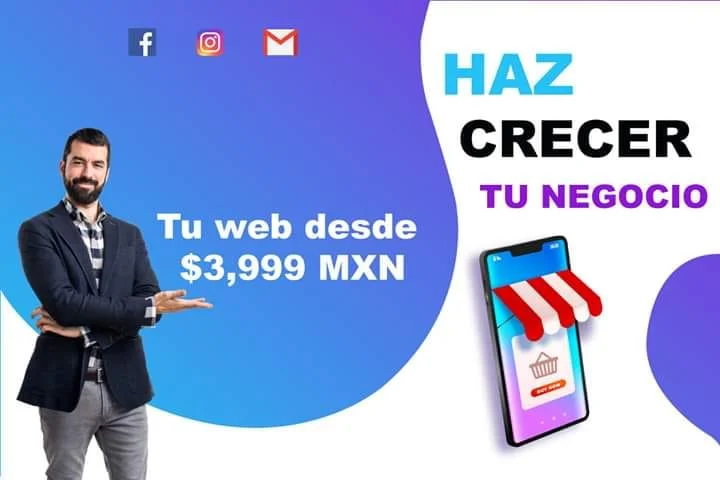 HAZ
CRECER
TU NEGOCIO
Tu web desde
$3,999 MXN
BUY NOW